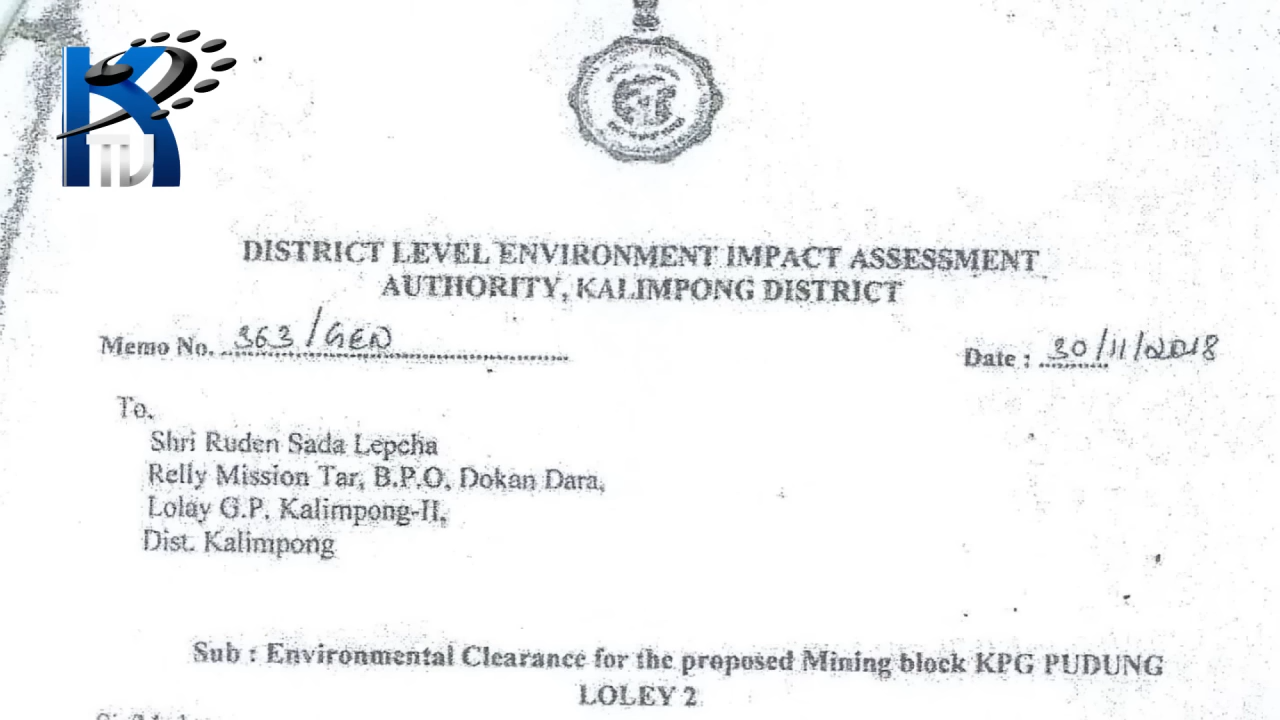 KTV
DISTRICT LEVEL ENVIRONMENT IMPACT ASSESSMENT
AUTHORITY, KALIMPONG DISTRICT
Memo No. 363/GEN
Date : 30/11/2018
To,
Shri Ruden Sada Lepcha
Relly Mission Tar, B.P.O, Dokan Dara,
Lolay G.P. Kalimpong-II,
Dist. Kalimpong
Sub : Environmental Clearance for the proposed Mining block KPG PUDUNG
LOLEY 2